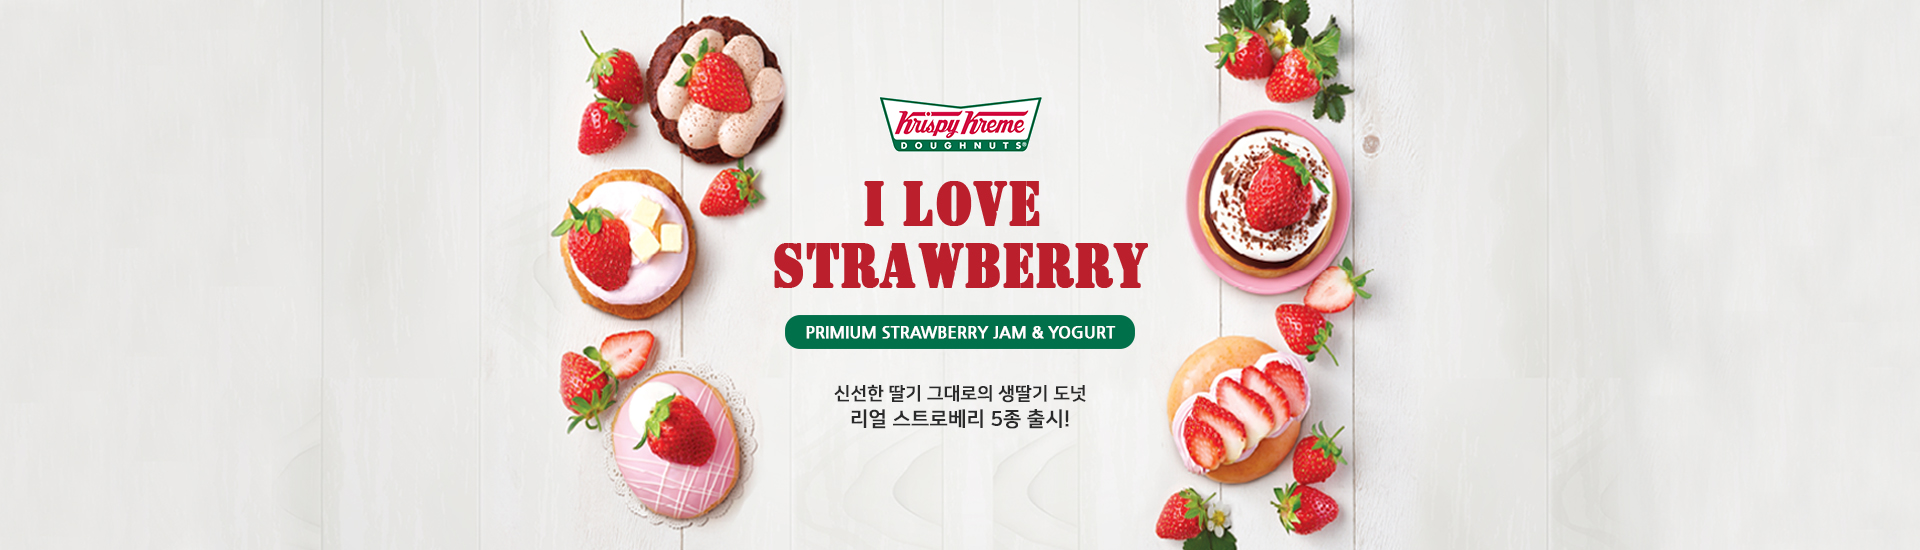 Krispy Kreme
DOUGHNUTS®
I LOVE
STRAWBERRY
PRIMIUM STRAWBERRY JAM & YOGURT
신선한 딸기 그대로의 생딸기 도넛
리얼 스트로베리 5종 출시!